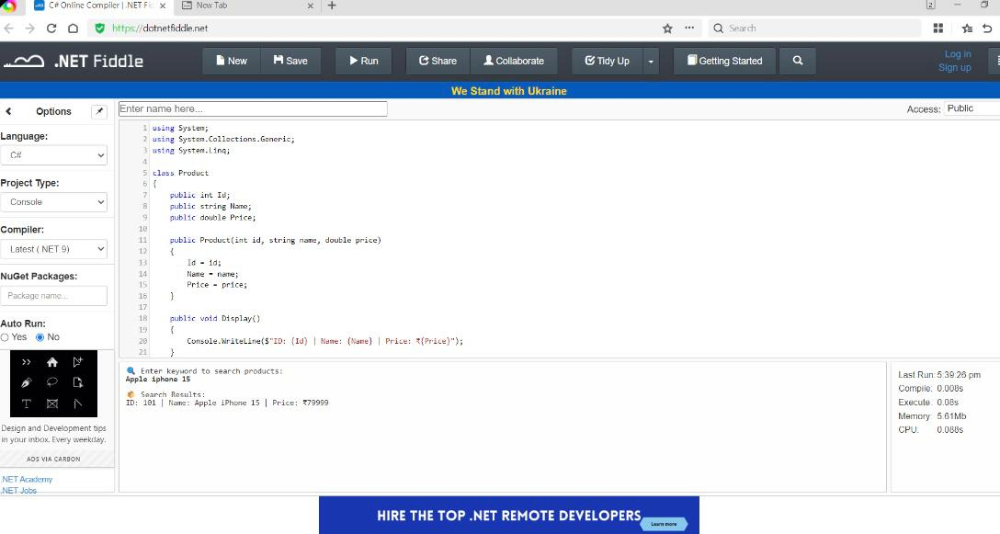 C# Online Compiler | .NET Fi
New Tab
2
https://dotnetfiddle.net
Search
.NET Fiddle
New
Save
Run
Share
Collaborate
Tidy Up
Getting Started
Log in
Sign up
We Stand with Ukraine
Options
Enter name here...
Access: Public
Language:
C#
Project Type:
Console
Compiler:
Latest (.NET 9)
NuGet Packages:
Package name...
Auto Run:
Yes No
Design and Development tips
in your inbox. Every weekday.
ADS VIA CARBON
.NET Academy
.NET Jobs
1 using System;
2 using System.Collections.Generic;
3 using System.Linq;
4
5 class Product
6 {
7 public int Id;
8 public string Name;
9 public double Price;
10
11 public Product(int id, string name, double price)
12 {
13 Id = id;
14 Name = name;
15 Price = price;
16 }
17
18 public void Display()
19 {
20 Console.WriteLine($"ID: {Id} | Name: {Name} | Price: ₹{Price}");
21 }
Enter keyword to search products:
Apple iphone 15
Search Results:
ID: 101 | Name: Apple iPhone 15 | Price: ₹79999
Last Run: 5:39:26 pm
Compile: 0.008s
Execute: 0.08s
Memory: 5.61Mb
CPU: 0.088s
HIRE THE TOP .NET REMOTE DEVELOPERS
Learn more